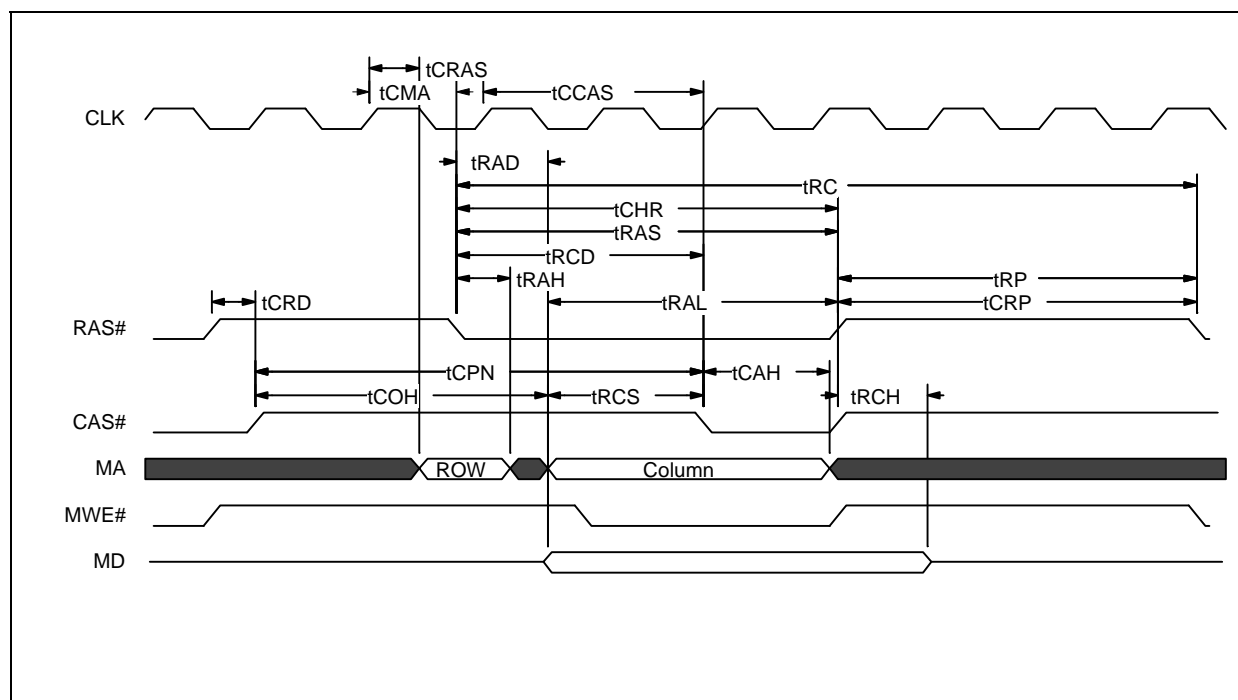 tCRAS
tCMA
tCCAS
CLK
tRAD
tRC
tCHR
tRAS
tRCD
tRAH
tRP
tCRD
tRAL
tCRP
RAS#
tCPN
tCAH
tCOH
tRCS
tRCH
CAS#
MA
ROW
Column
MWE#
MD